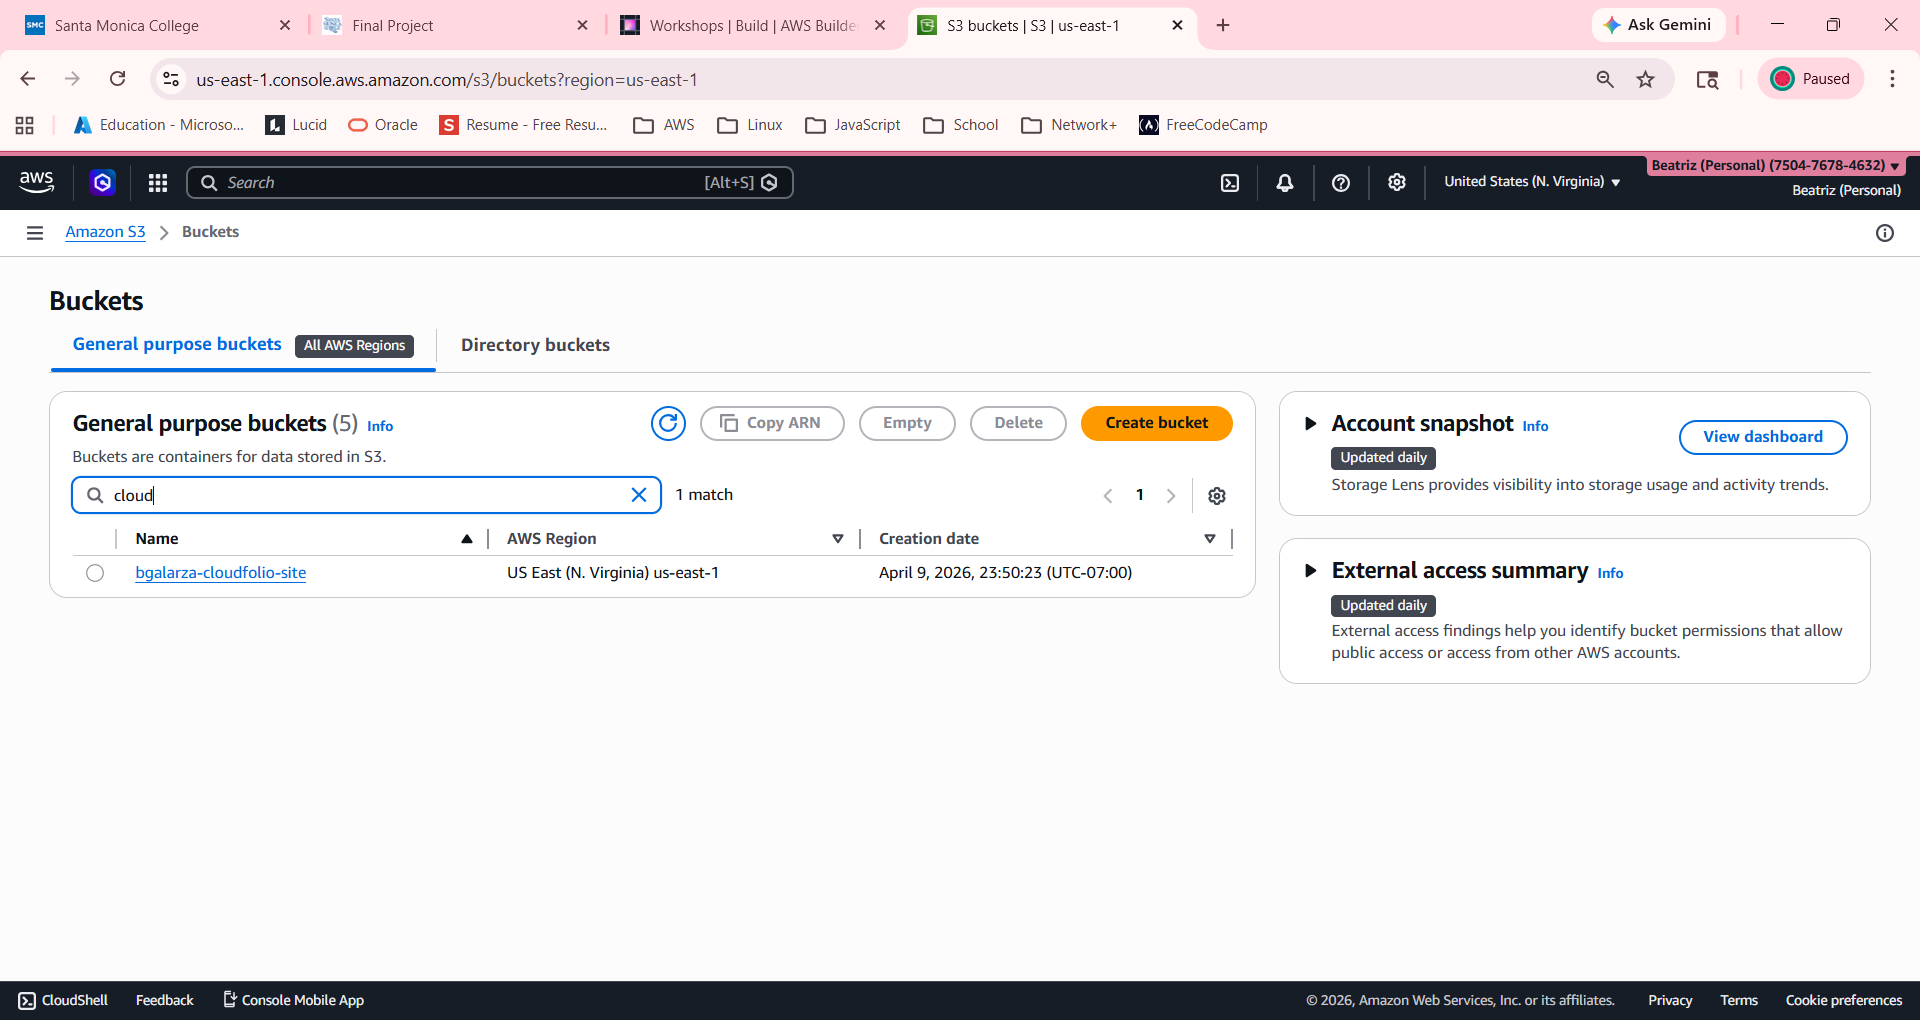 SMC Santa Monica College
Final Project
Workshops | Build | AWS Builde
S3 buckets | S3 | us-east-1
Ask Gemini
us-east-1.console.aws.amazon.com/s3/buckets?region=us-east-1
Paused
Education - Microso...
Lucid
Oracle
S Resume - Free Resu...
AWS
Linux
JavaScript
School
Network+
FreeCodeCamp
aws
Search
[Alt+S]
United States (N. Virginia)
Beatriz (Personal) (7504-7678-4632)
Beatriz (Personal)
Amazon S3
Buckets
Buckets
General purpose buckets All AWS Regions
Directory buckets
General purpose buckets (5) Info
Copy ARN
Empty
Delete
Create bucket
Buckets are containers for data stored in S3.
cloud
1 match
1
Name
AWS Region
Creation date
bgalarza-cloudfolio-site
US East (N. Virginia) us-east-1
April 9, 2026, 23:50:23 (UTC-07:00)
Account snapshot Info
Updated daily
View dashboard
Storage Lens provides visibility into storage usage and activity trends.
External access summary Info
Updated daily
External access findings help you identify bucket permissions that allow
public access or access from other AWS accounts.
CloudShell
Feedback
Console Mobile App
© 2026, Amazon Web Services, Inc. or its affiliates.
Privacy
Terms
Cookie preferences